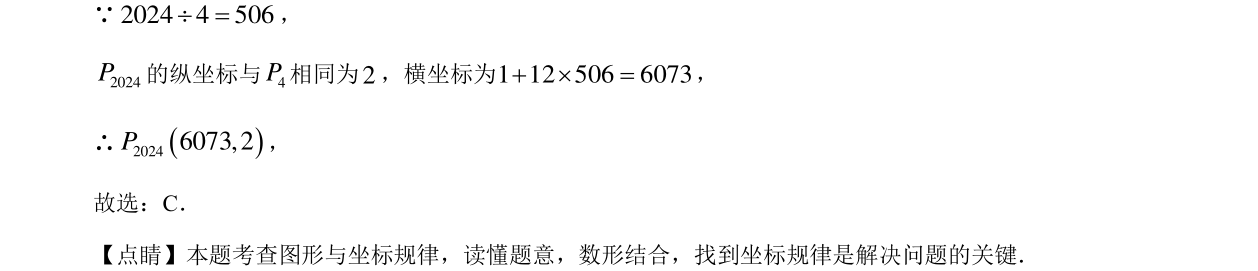 ∵ 2024÷4=506，
P₂₀₂₄ 的纵坐标与 P₄ 相同为 2，横坐标为1+12×506=6073，
∴ P₂₀₂₄(6073,2)，
故选：C．
【点睛】本题考查图形与坐标规律，读懂题意，数形结合，找到坐标规律是解决问题的关键．